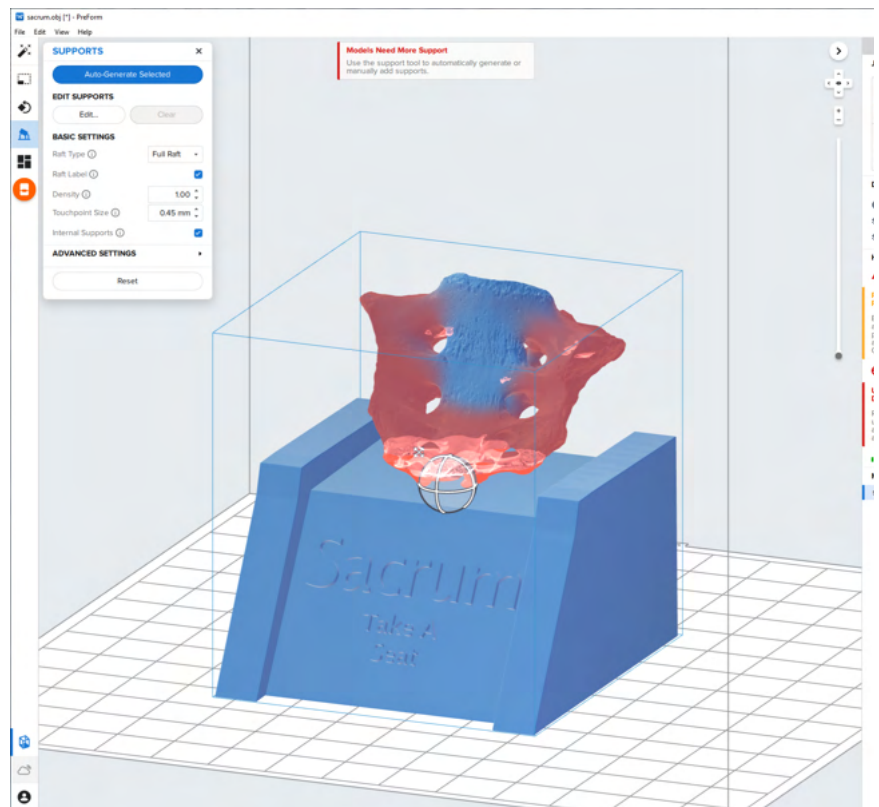 sacrum.obj [*] - PreForm
File Edit View Help
SUPPORTS
Auto-Generate Selected
EDIT SUPPORTS
Edit...
Clear
BASIC SETTINGS
Raft Type
Full Raft
Raft Label
Density
1.00
Touchpoint Size
0.45 mm
Internal Supports
ADVANCED SETTINGS
Reset
Models Need More Support
Use the support tool to automatically generate or
manually add supports.
Sacrum
Take A
Seat